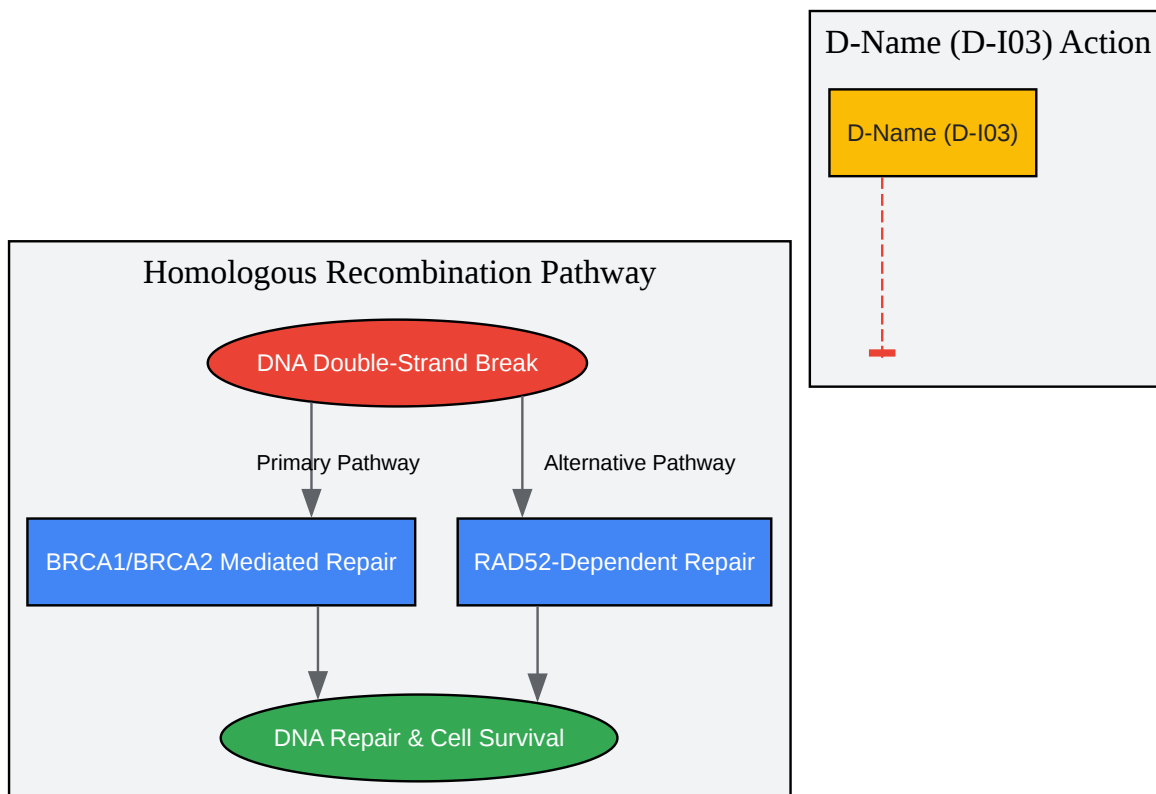 D-Name (D-I03) Action
D-Name (D-I03)
Homologous Recombination Pathway
DNA Double-Strand Break
Primary Pathway
Alternative Pathway
BRCA1/BRCA2 Mediated Repair
RAD52-Dependent Repair
DNA Repair & Cell Survival